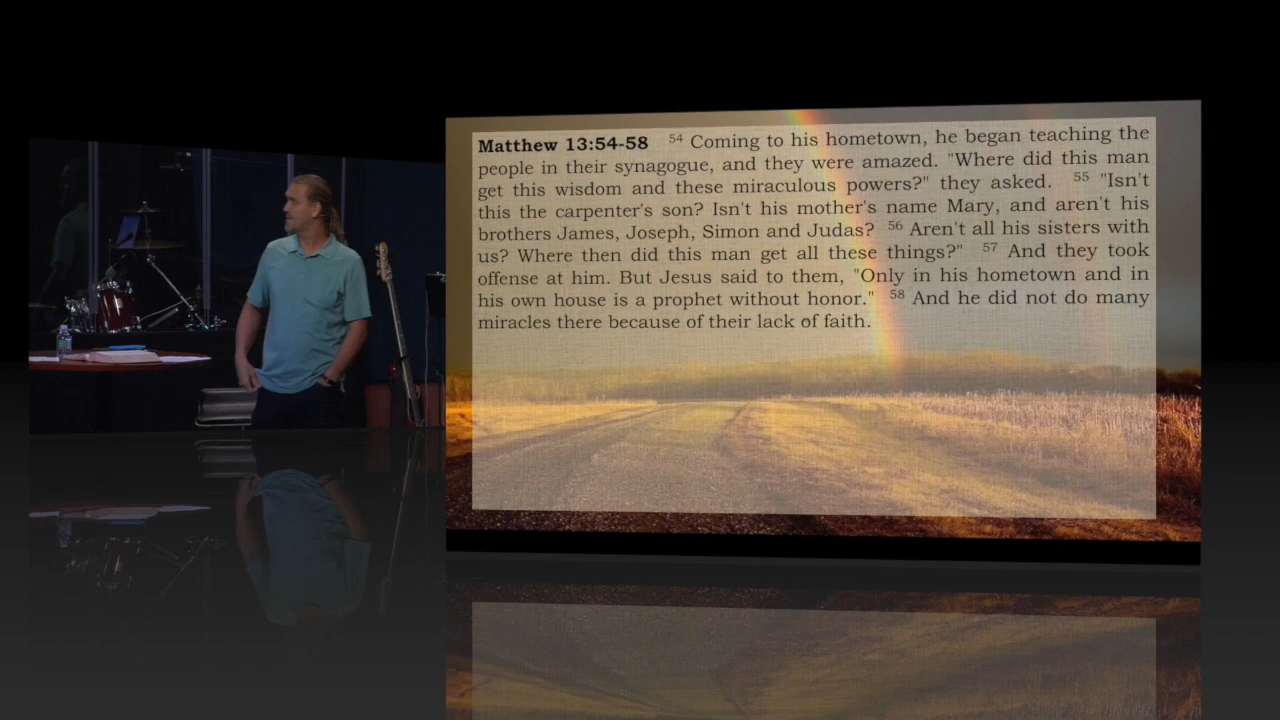 Matthew 13:54-58 54 Coming to his hometown, he began teaching the
people in their synagogue, and they were amazed. "Where did this man
get this wisdom and these miraculous powers?" they asked. 55 "Isn't
this the carpenter's son? Isn't his mother's name Mary, and aren't his
brothers James, Joseph, Simon and Judas? 56 Aren't all his sisters with
us? Where then did this man get all these things?" 57 And they took
offense at him. But Jesus said to them, "Only in his hometown and in
his own house is a prophet without honor." 58 And he did not do many
miracles there because of their lack of faith.